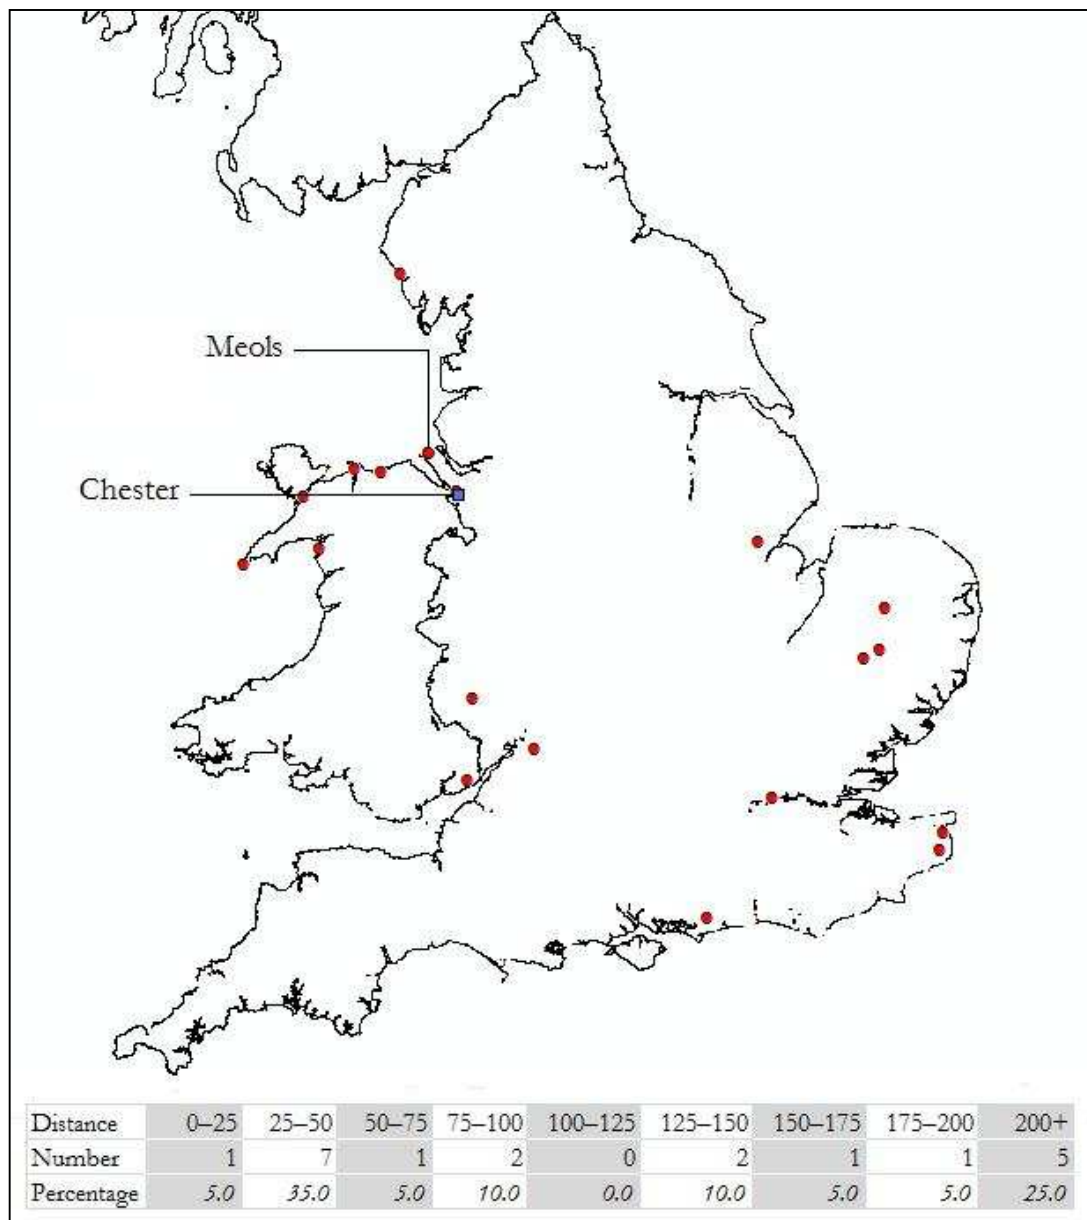 Meols
Chester
Distance 0–25 25–50 50–75 75–100 100–125 125–150 150–175 175–200 200+
Number 1 7 1 2 0 2 1 1 5
Percentage 5.0 35.0 5.0 10.0 0.0 10.0 5.0 5.0 25.0